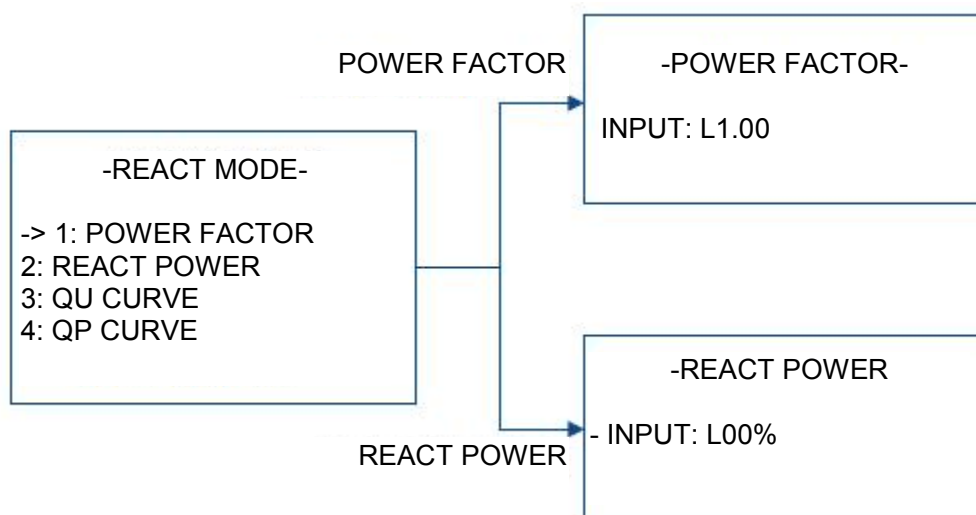 POWER FACTOR
-POWER FACTOR-
INPUT: L1.00
-REACT MODE-
-> 1: POWER FACTOR
2: REACT POWER
3: QU CURVE
4: QP CURVE
-REACT POWER
- INPUT: L00%
REACT POWER